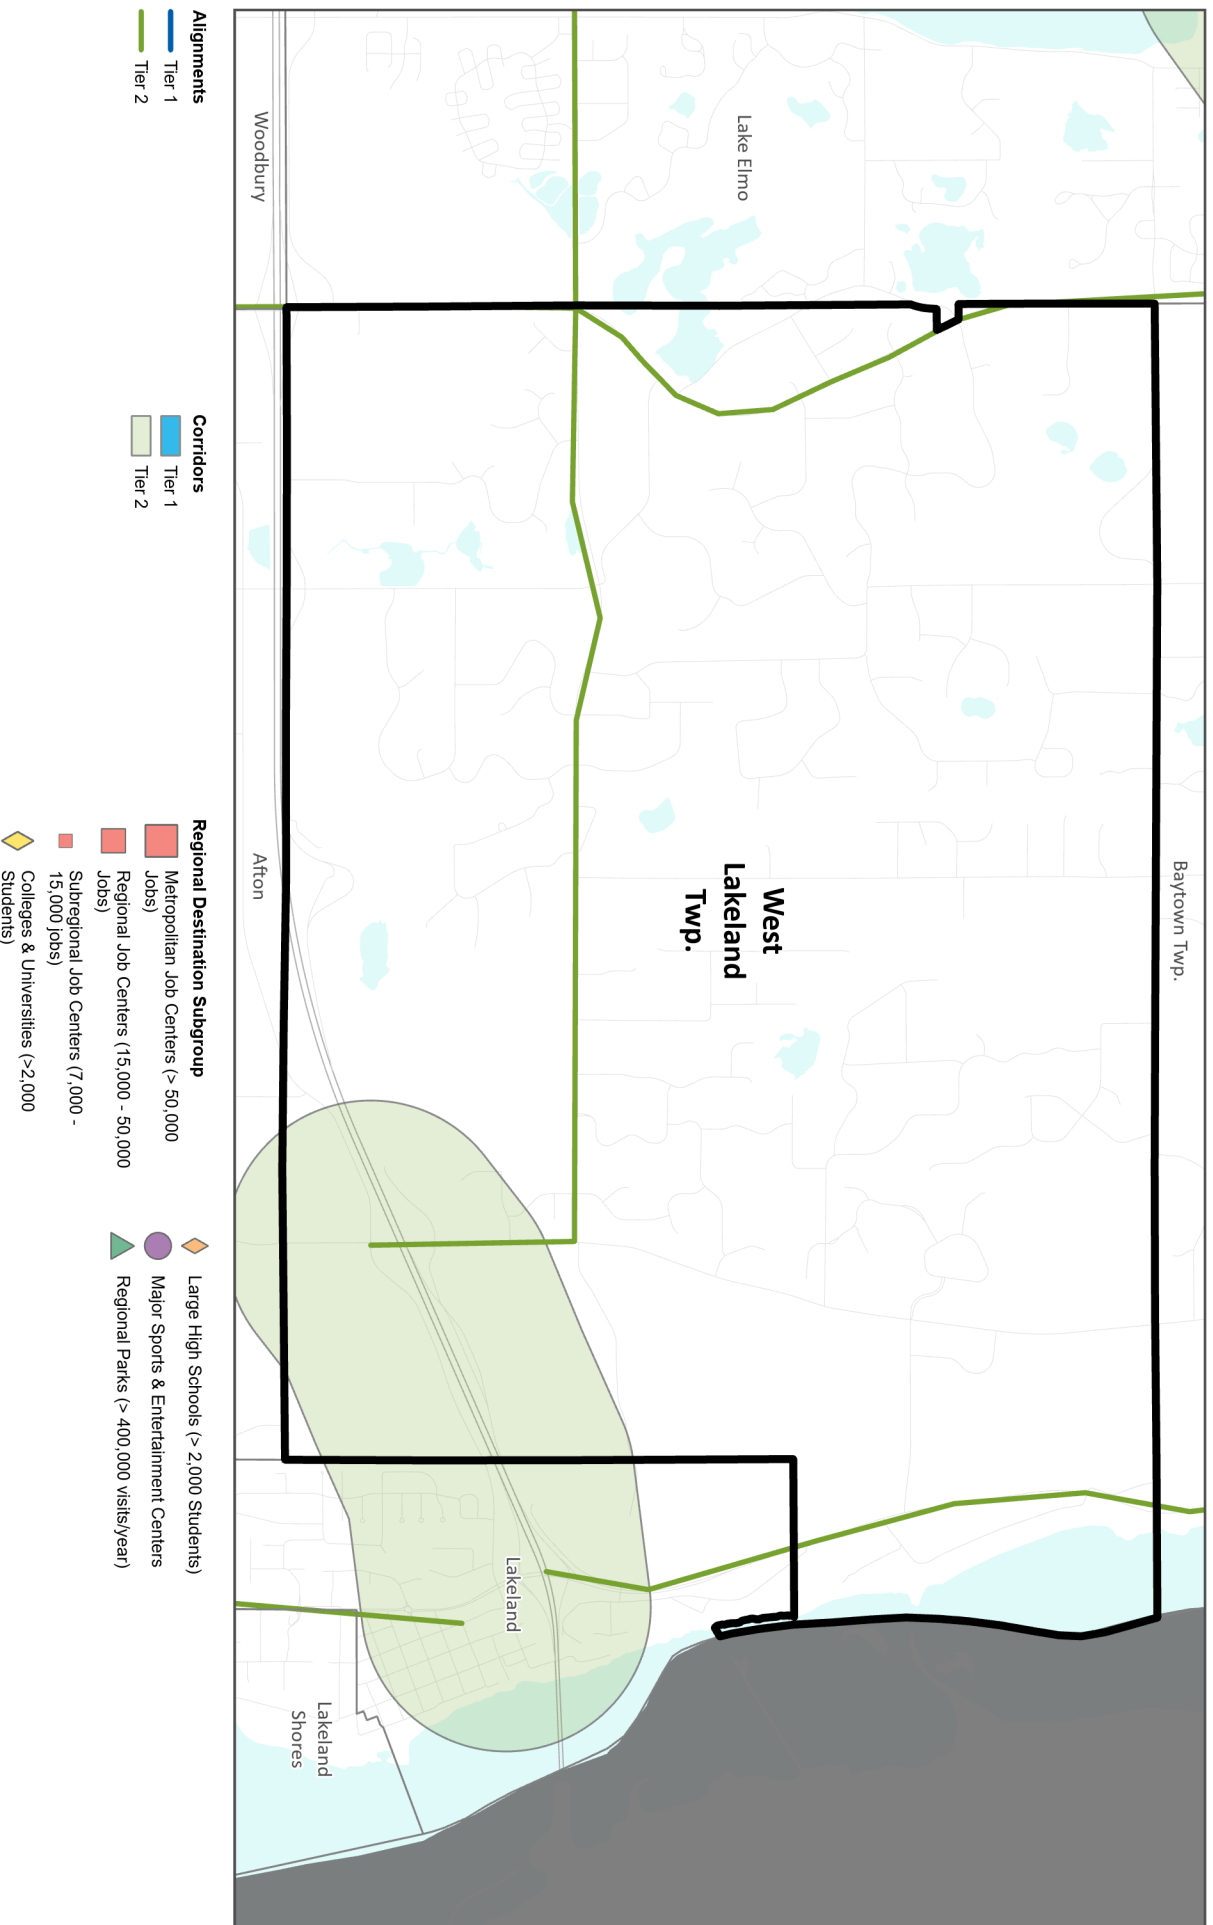 Baytown Twp.
Lake Elmo
West
Lakeland
Twp.
Lakeland
Lakeland
Shores
Woodbury
Afton
Alignments
Tier 1
Tier 2
Corridors
Tier 1
Tier 2
Regional Destination Subgroup
Metropolitan Job Centers (> 50,000
Jobs)
Regional Job Centers (15,000 - 50,000
Jobs)
Subregional Job Centers (7,000 -
15,000 jobs)
Colleges & Universities (>2,000
Students)
Large High Schools (> 2,000 Students)
Major Sports & Entertainment Centers
Regional Parks (> 400,000 visits/year)